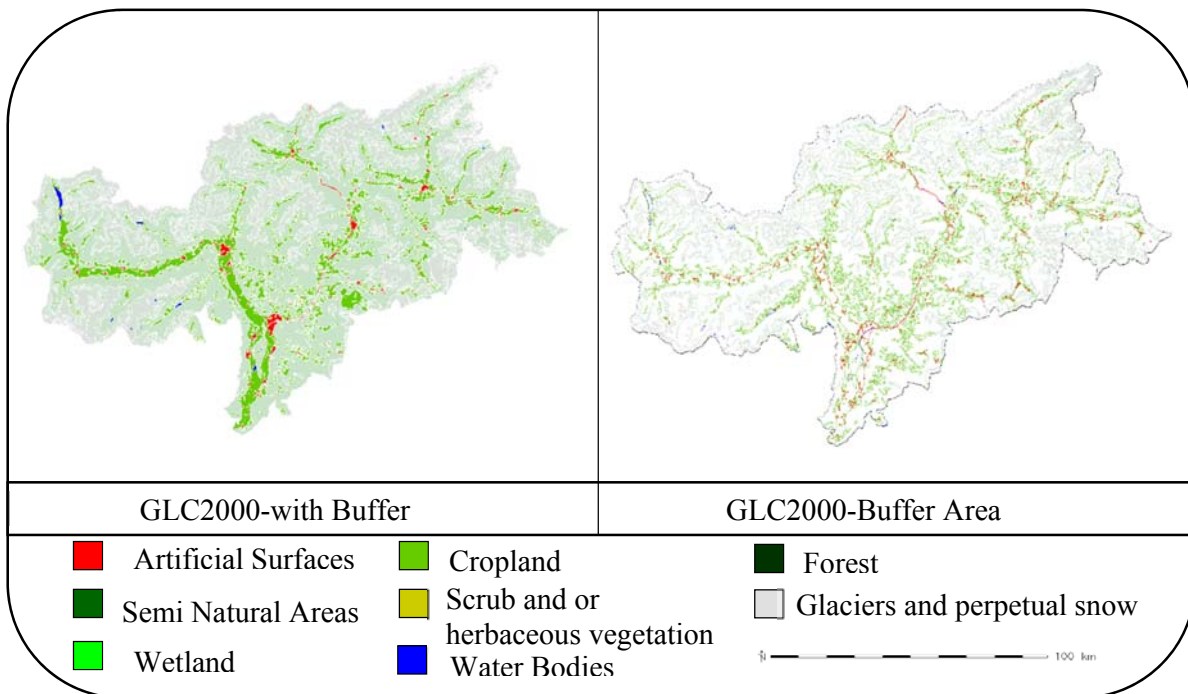 GLC2000-with Buffer
GLC2000-Buffer Area
Artificial Surfaces
Cropland
Forest
Semi Natural Areas
Scrub and or
herbaceous vegetation
Glaciers and perpetual snow
Wetland
Water Bodies
N
100 km